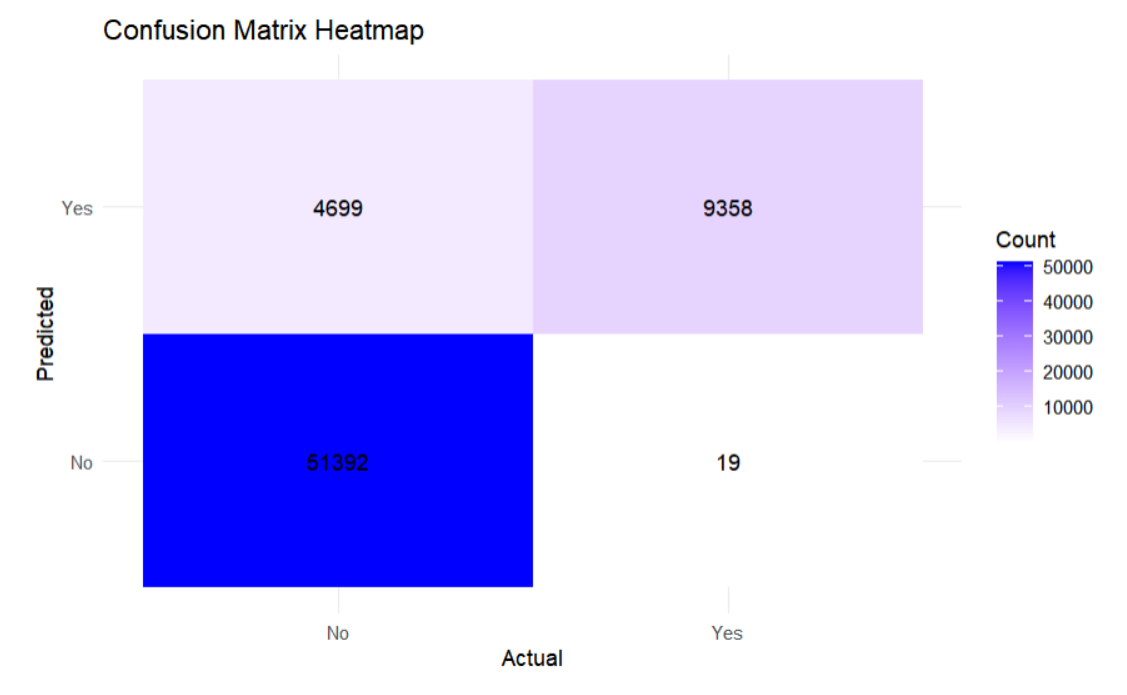 Confusion Matrix Heatmap
Yes
4699
9358
No
51392
19
No
Yes
Actual
Predicted
Count
50000
40000
30000
20000
10000